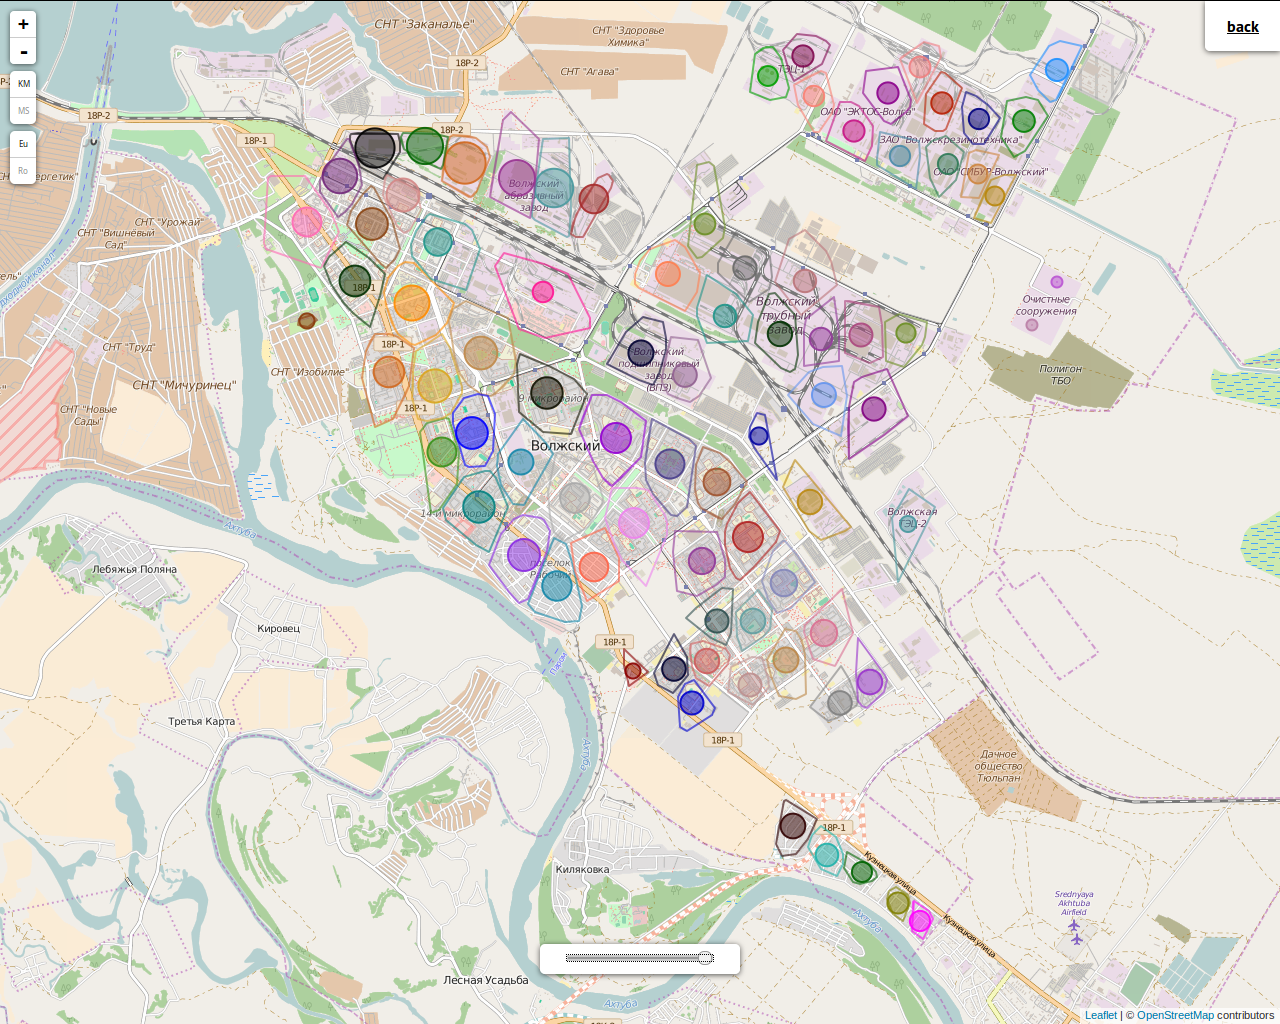 +
-
KM
MS
Eu
Ro
back
СНТ "Заканалье"
СНТ "Здоровье
Химика"
СНТ "Агава"
18Р-2
18Р-2
18Р-2
18Р-1
ТЭЦ-1
ОАО "ЭКТОС-Волга"
ЗАО "Волжскрезинотехника"
ОАО "СИБУР-Волжский"
Волжский
абразивный
завод
СНТ "Урожай"
СНТ "Вишнёвый
Сад"
18Р-1
Волжский
трубный
завод
Очистные
сооружения
СНТ "Труд"
СНТ "Мичуринец"
СНТ "Изобилие"
18Р-1
18Р-1
СНТ "Новые
Сады"
Волжский
подшипниковый
завод
(ВПЗ)
9 микрорайон
Полигон
ТБО
Волжский
14-й микрорайон
Волжская
ТЭЦ-2
Ахтуба
Лебяжья Поляна
посёлок
Рабочий
Кировец
18Р-1
Паром
Третья Карта
18Р-1
Ахтуба
Дачное
общество
Тюльпан
18Р-1
Кузнецкая улица
Киляковка
Srednyaya
Akhtuba
Airfield
Ахтуба
Кузнецкая улица
Лесная Усадьба
Ахтуба
Leaflet | © OpenStreetMap contributors